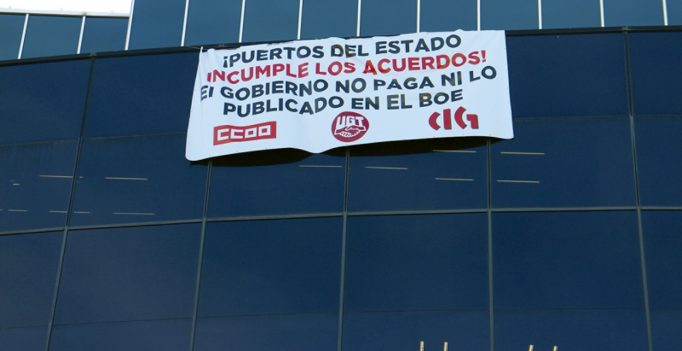 ¡PUERTOS DEL ESTADO
INCUMPLE LOS ACUERDOS!
El GOBIERNO NO PAGA NI LO
PUBLICADO EN EL BOE
CCOO UGT CIG